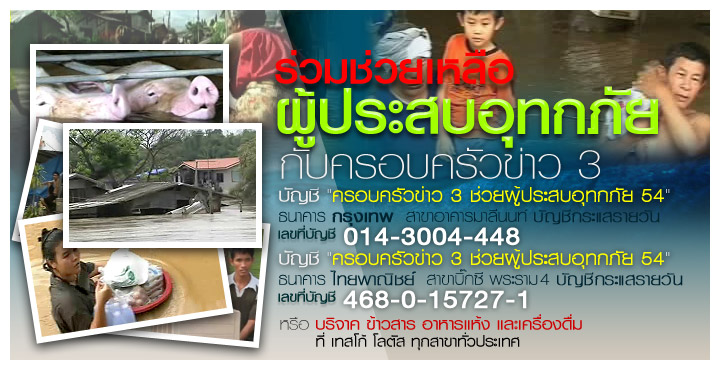 ร่วมช่วยเหลือ
ผู้ประสบอุทกภัย
กับครอบครัวข่าว 3
บัญชี "ครอบครัวข่าว 3 ช่วยผู้ประสบอุทกภัย 54"
ธนาคาร กรุงเทพ สาขาอาคารมาลีนนท์ บัญชีกระแสรายวัน
เลขที่บัญชี 014-3004-448
บัญชี "ครอบครัวข่าว 3 ช่วยผู้ประสบอุทกภัย 54"
ธนาคาร ไทยพาณิชย์ สาขาบิ๊กซี พระราม4 บัญชีกระแสรายวัน
เลขที่บัญชี 468-0-15727-1
หรือ บริจาค ข้าวสาร อาหารแห้ง และเครื่องดื่ม
ที่ เทสโก้ โลตัส ทุกสาขาทั่วประเทศ